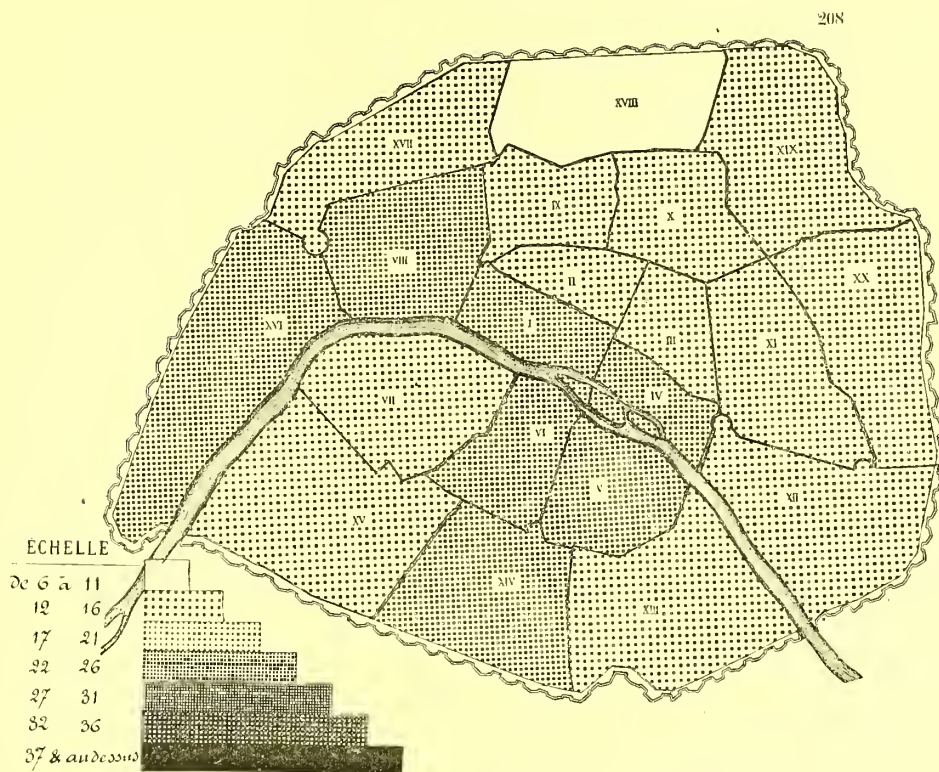 208
XVIII
XVII
XIX
IX
X
VIII
XX
II
XVI
I
III
XI
VII
IV
VI
V
XII
XV
XIV
XIII
ÉCHELLE
de 6 à 11
12 16
17 21
22 26
27 31
32 36
37 & au dessus